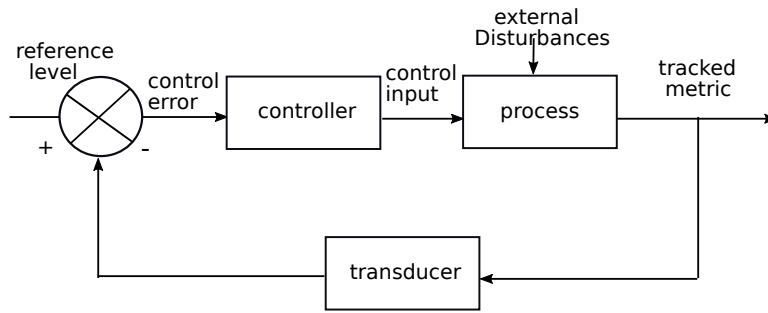 external
Disturbances
reference
level
control
error
control
input
tracked
metric
controller
process
+
-
transducer